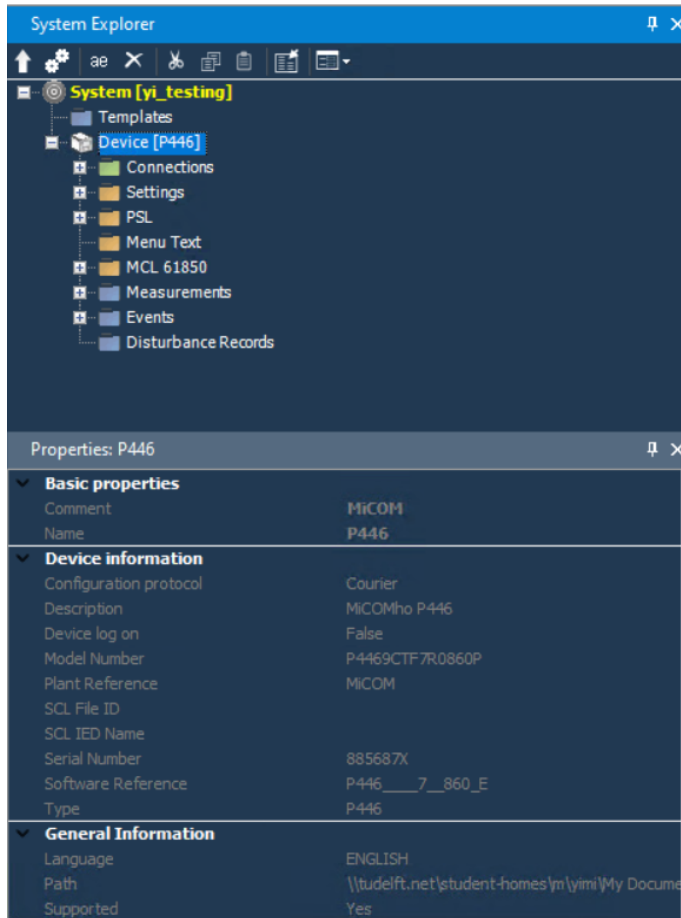 System Explorer
ae
System [yi_testing]
Templates
Device [P446]
Connections
Settings
PSL
Menu Text
MCL 61850
Measurements
Events
Disturbance Records
Properties: P446
Basic properties
Comment MiCOM
Name P446
Device information
Configuration protocol Courier
Description MiCOMho P446
Device log on False
Model Number P4469CTF7R0860P
Plant Reference MiCOM
SCL File ID
SCL IED Name
Serial Number 885687X
Software Reference P446____7__860_E
Type P446
General Information
Language ENGLISH
Path \\tudelft.net\student-homes\m\yimi\My Docume
Supported Yes